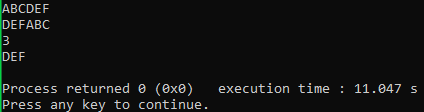 ABCDEF
DEFABC
3
DEF
Process returned 0 (0x0)   execution time : 11.047 s
Press any key to continue.